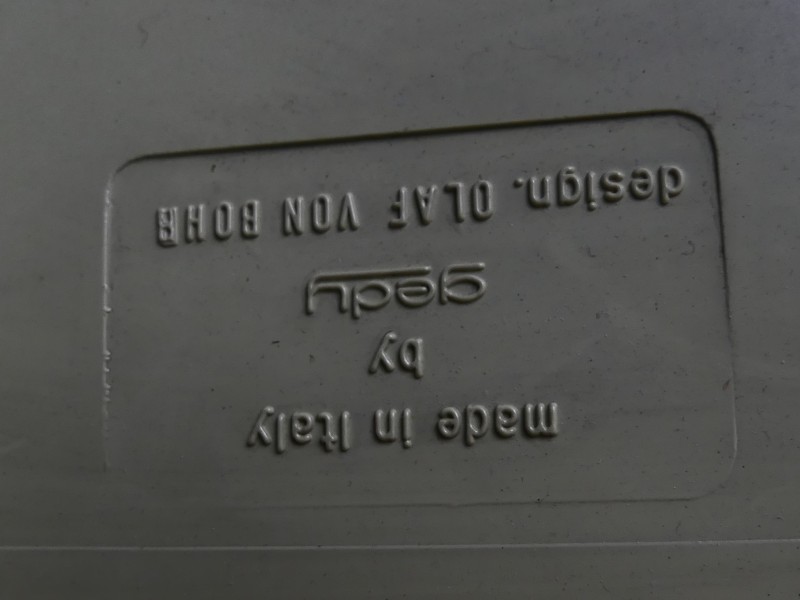 made in Italy
by
gedy
design. OLAF VON BOHR